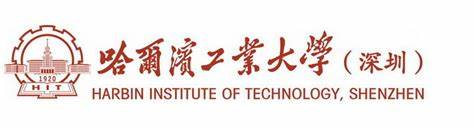 1920
HIT
哈爾濱工業大學（深圳）
HARBIN INSTITUTE OF TECHNOLOGY, SHENZHEN